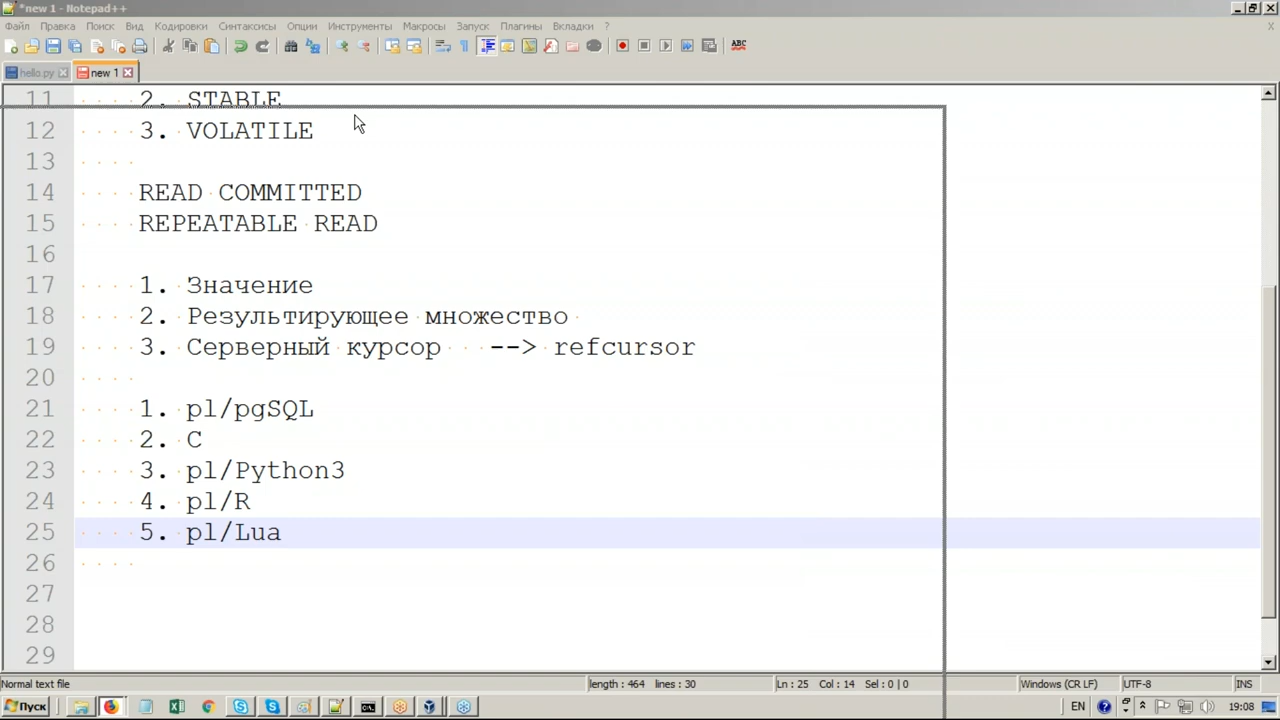 *new 1 - Notepad++
Файл Правка Поиск Вид Кодировки Синтаксисы Опции Инструменты Макросы Запуск Плагины Вкладки ?
X
ABC
hello.py new 1
11 2. STABLE
12 3. VOLATILE
13
14 READ COMMITTED
15 REPEATABLE READ
16
17 1. Значение
18 2. Результирующее множество
19 3. Серверный курсор --> refcursor
20
21 1. pl/pgSQL
22 2. C
23 3. pl/Python3
24 4. pl/R
25 5. pl/Lua
26
27
28
29
Normal text file length : 464 lines : 30 Ln : 25 Col : 14 Sel : 0 | 0 Windows (CR LF) UTF-8 INS
Пуск EN 19:08